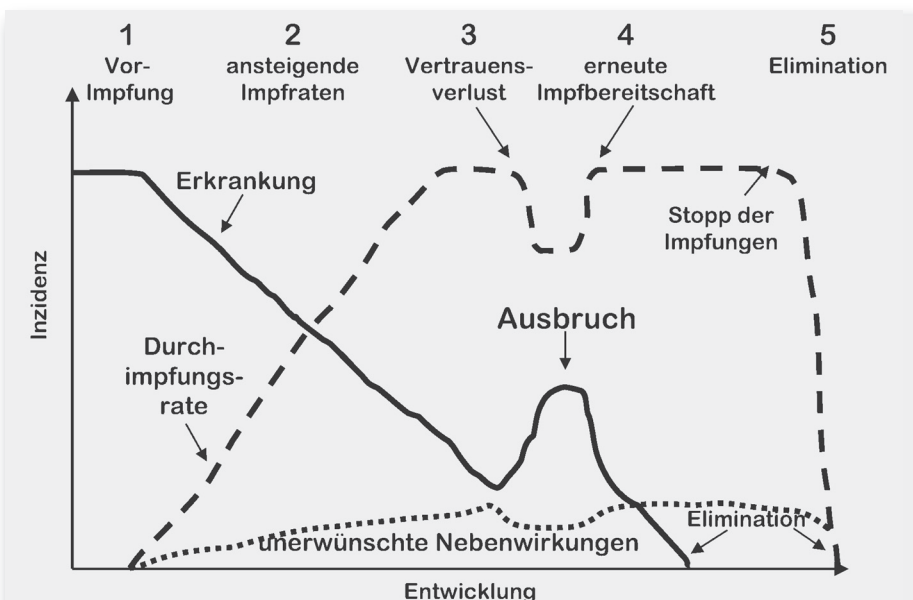 1
Vor-
Impfung
2
ansteigende
Impfraten
3
Vertrauens-
verlust
4
erneute
Impfbereitschaft
5
Elimination
Erkrankung
Stopp der
Impfungen
Inzidenz
Ausbruch
Durch-
impfungs-
rate
Elimination
unerwünschte Nebenwirkungen
Entwicklung